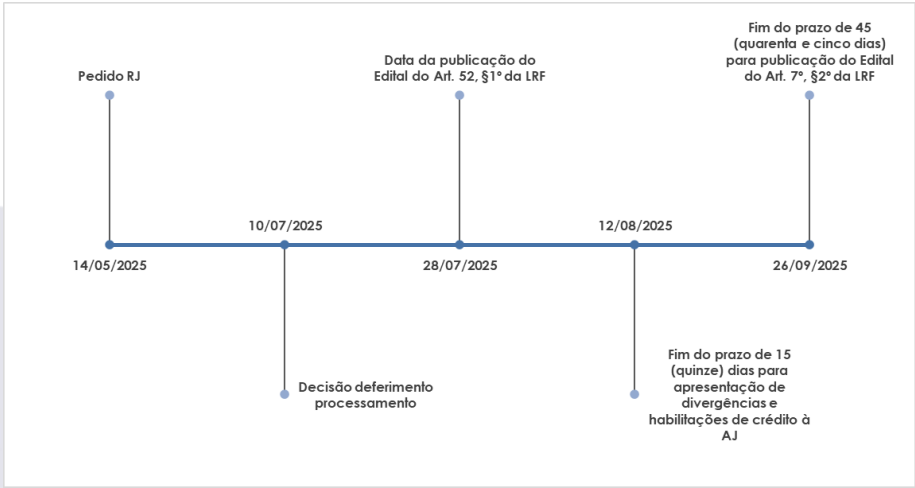 Pedido RJ
14/05/2025
10/07/2025
Decisão deferimento
processamento
Data da publicação do
Edital do Art. 52, §1º da LRF
28/07/2025
12/08/2025
Fim do prazo de 15
(quinze) dias para
apresentação de
divergências e
habilitações de crédito à
AJ
Fim do prazo de 45
(quarenta e cinco dias)
para publicação do Edital
do Art. 7º, §2º da LRF
26/09/2025